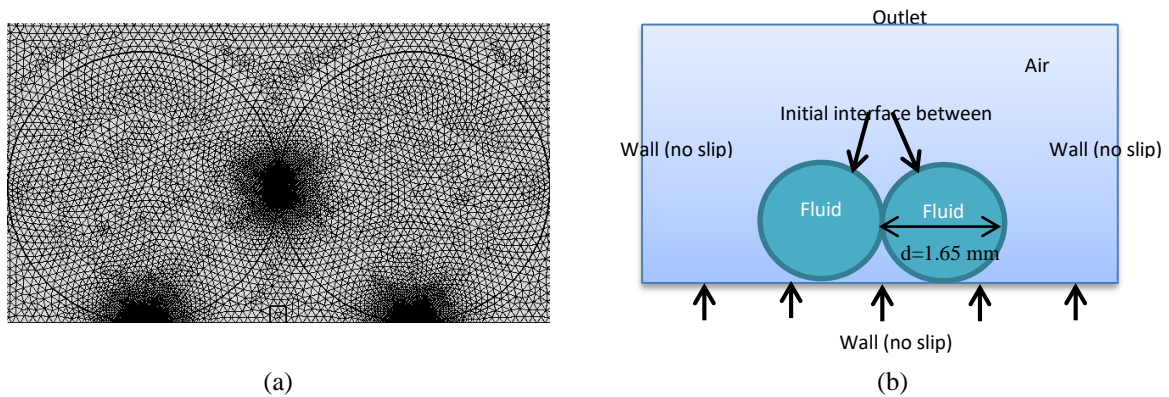 Outlet
Air
Initial interface between
Wall (no slip)
Wall (no slip)
Fluid
Fluid
d=1.65 mm
Wall (no slip)
(a)
(b)